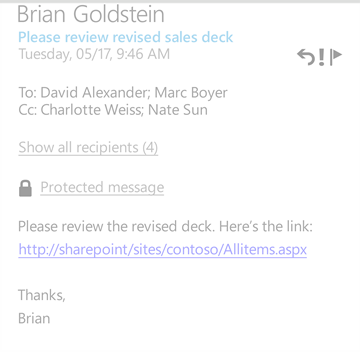 Brian Goldstein
Please review revised sales deck
Tuesday, 05/17, 9:46 AM
To: David Alexander; Marc Boyer
Cc: Charlotte Weiss; Nate Sun
Show all recipients (4)
Protected message
Please review the revised deck. Here's the link:
http://sharepoint/sites/contoso/Allitems.aspx
Thanks,
Brian